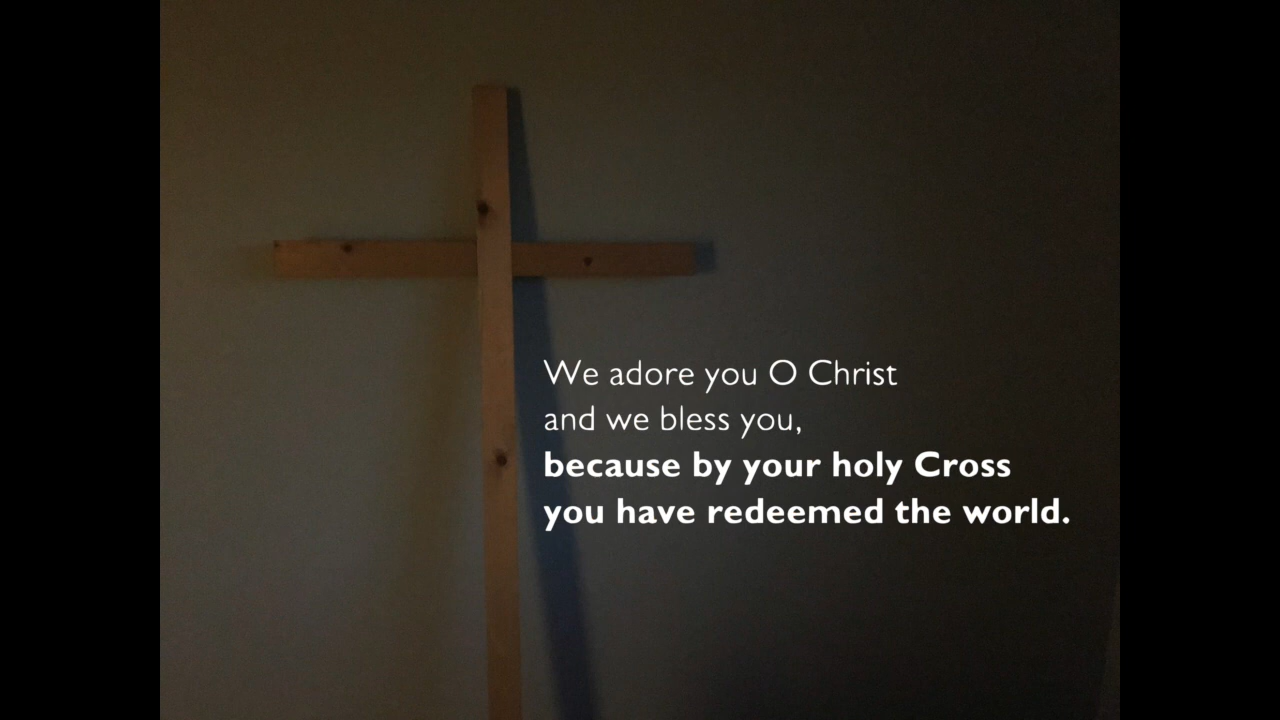 We adore you O Christ
and we bless you,
because by your holy Cross
you have redeemed the world.